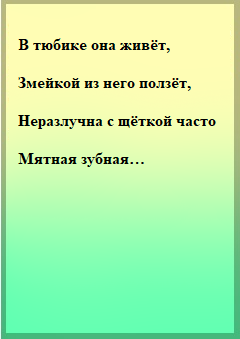 В тюбике она живёт,
Змейкой из него ползёт,
Неразлучна с щёткой часто
Мятная зубная…